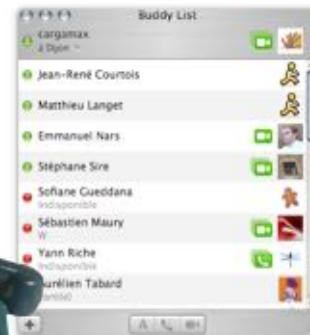 Buddy List
cargamax
à Dijon
Jean-René Courtois
Matthieu Langet
Emmanuel Nars
Stéphane Sire
Sofiane Gueddana
Indisponible
Sébastien Maury
W
Yann Riche
Indisponible
Aurélien Tabard
A